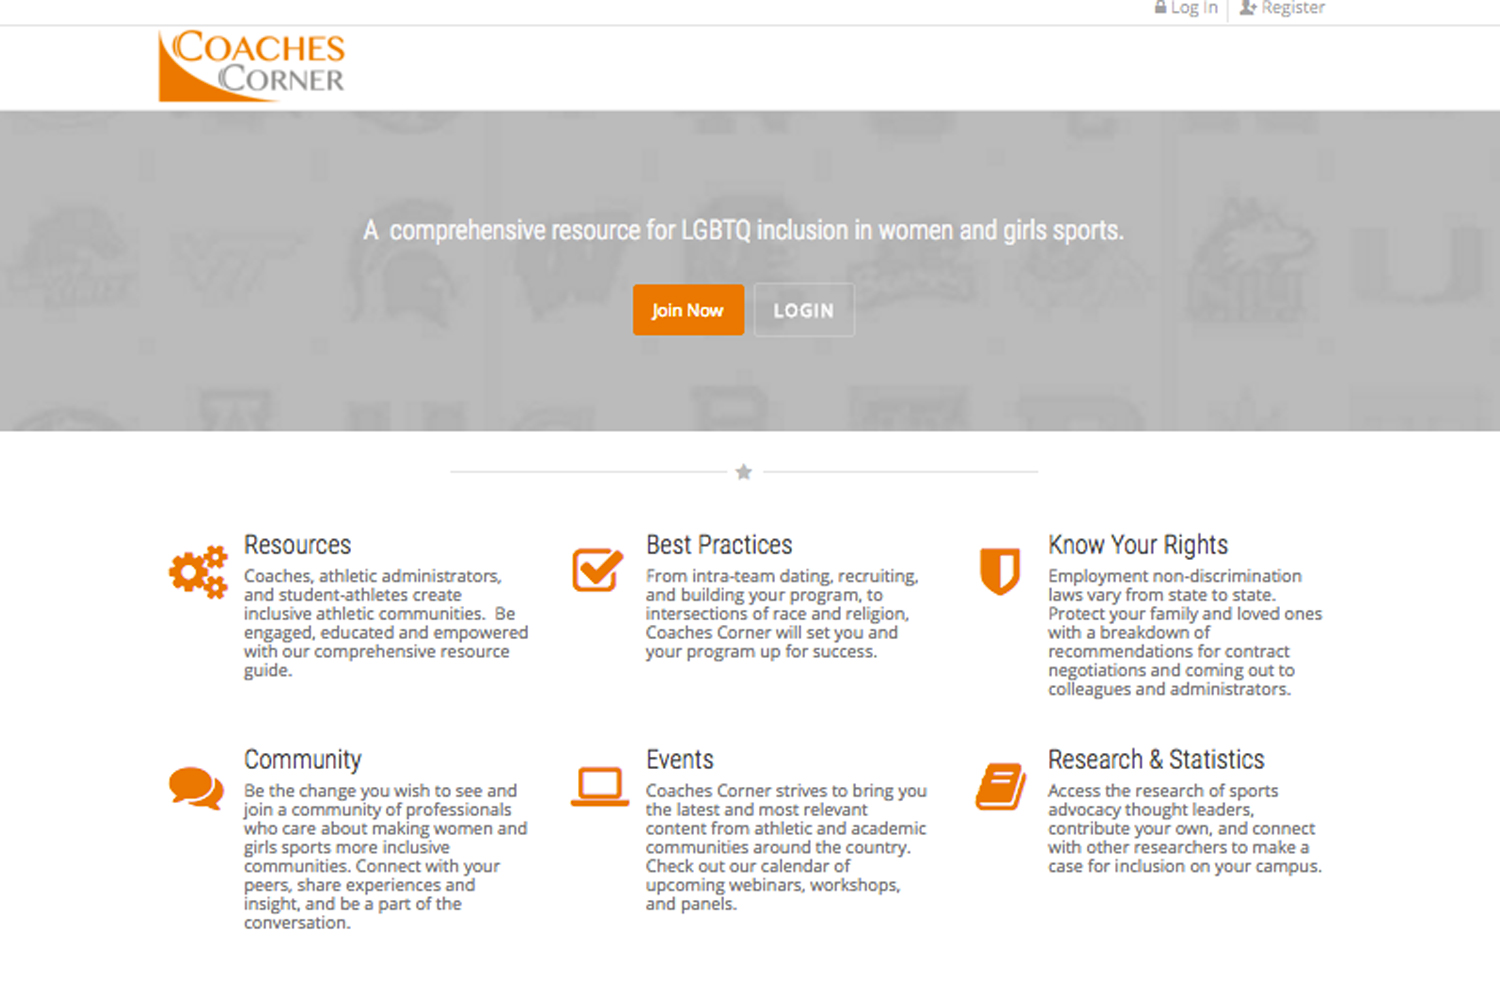 Log In Register
COACHES
CORNER
A comprehensive resource for LGBTQ inclusion in women and girls sports.
Join Now LOGIN
Resources
Coaches, athletic administrators,
and student-athletes create
inclusive athletic communities. Be
engaged, educated and empowered
with our comprehensive resource
guide.
Best Practices
From intra-team dating, recruiting,
and building your program, to
intersections of race and religion,
Coaches Corner will set you and
your program up for success.
Know Your Rights
Employment non-discrimination
laws vary from state to state.
Protect your family and loved ones
with a breakdown of
recommendations for contract
negotiations and coming out to
colleagues and administrators.
Community
Be the change you wish to see and
join a community of professionals
who care about making women and
girls sports more inclusive
communities. Connect with your
peers, share experiences and
insight, and be a part of the
conversation.
Events
Coaches Corner strives to bring you
the latest and most relevant
content from athletic and academic
communities around the country.
Check out our calendar of
upcoming webinars, workshops,
and panels.
Research & Statistics
Access the research of sports
advocacy thought leaders,
contribute your own, and connect
with other researchers to make a
case for inclusion on your campus.